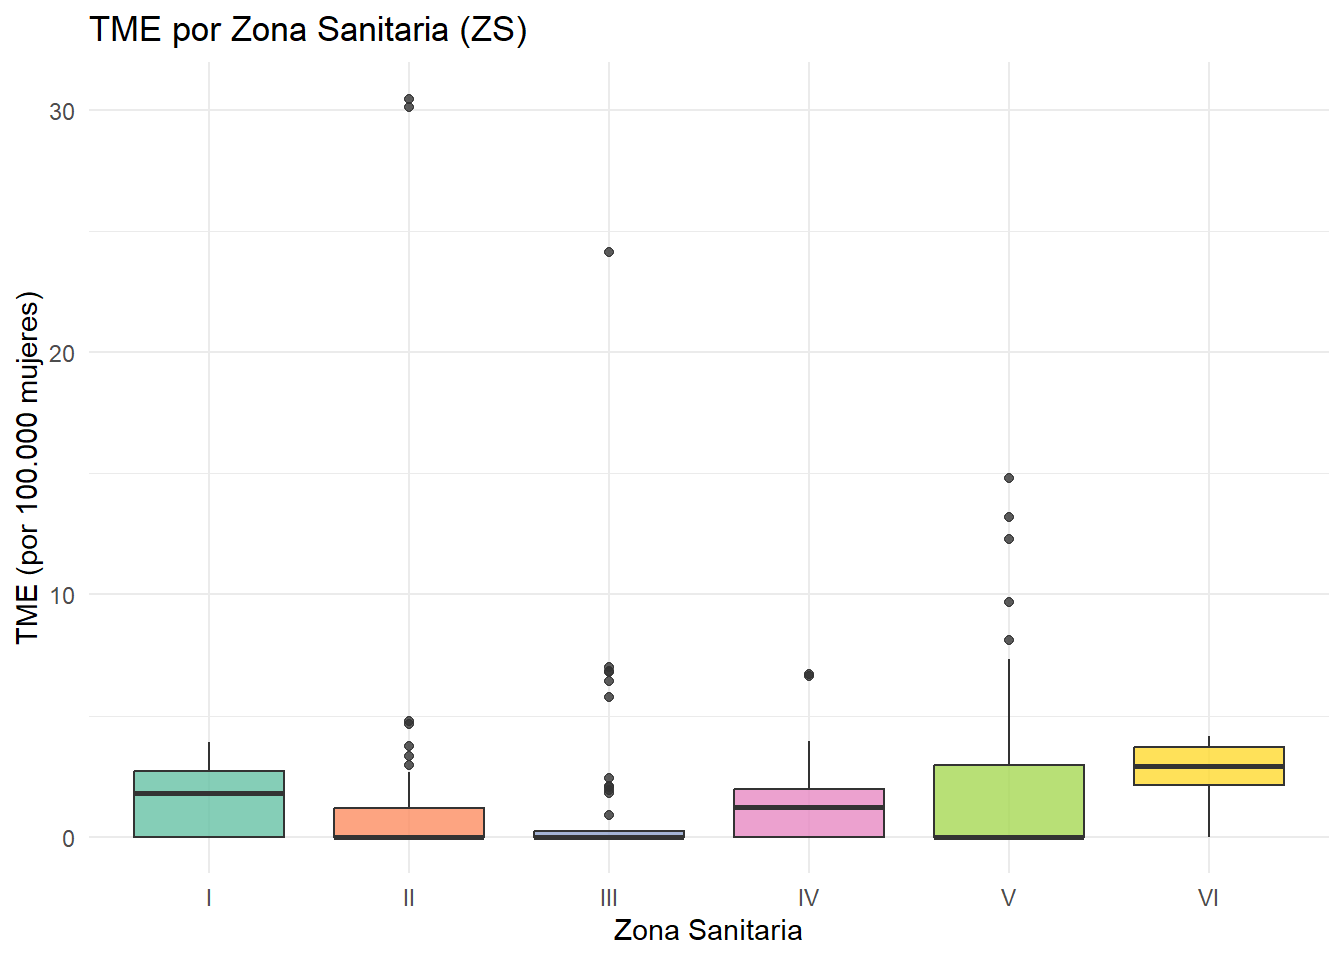 TME por Zona Sanitaria (ZS)
TME (por 100.000 mujeres)
30
20
10
0
I II III IV V VI
Zona Sanitaria